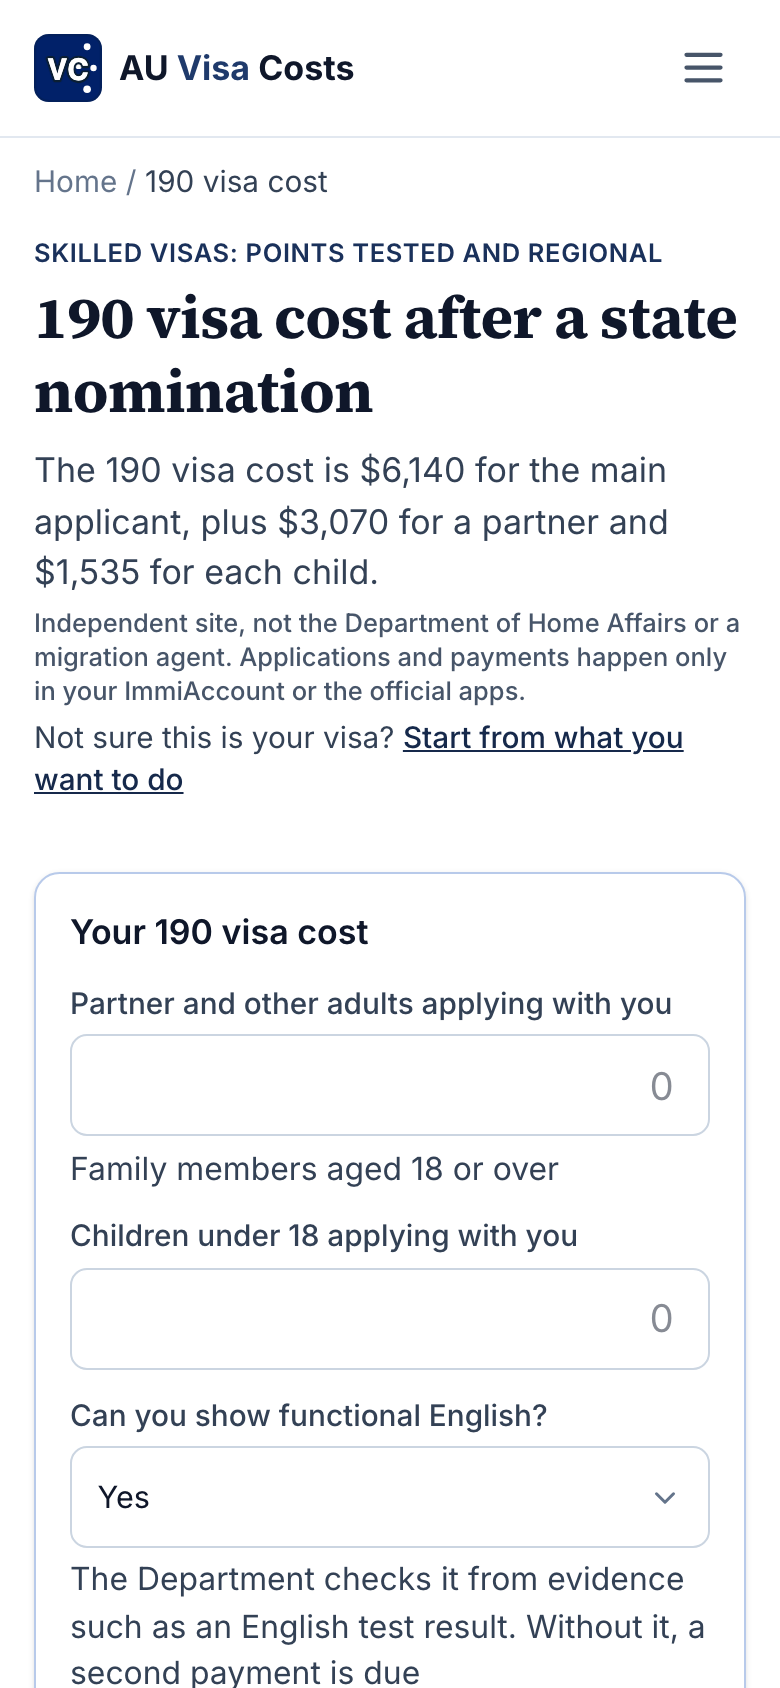 VC
AU Visa Costs
Home / 190 visa cost
SKILLED VISAS: POINTS TESTED AND REGIONAL
190 visa cost after a state
nomination
The 190 visa cost is $6,140 for the main
applicant, plus $3,070 for a partner and
$1,535 for each child.
Independent site, not the Department of Home Affairs or a
migration agent. Applications and payments happen only
in your ImmiAccount or the official apps.
Not sure this is your visa? Start from what you
want to do
Your 190 visa cost
Partner and other adults applying with you
0
Family members aged 18 or over
Children under 18 applying with you
0
Can you show functional English?
Yes
The Department checks it from evidence
such as an English test result. Without it, a
second payment is due